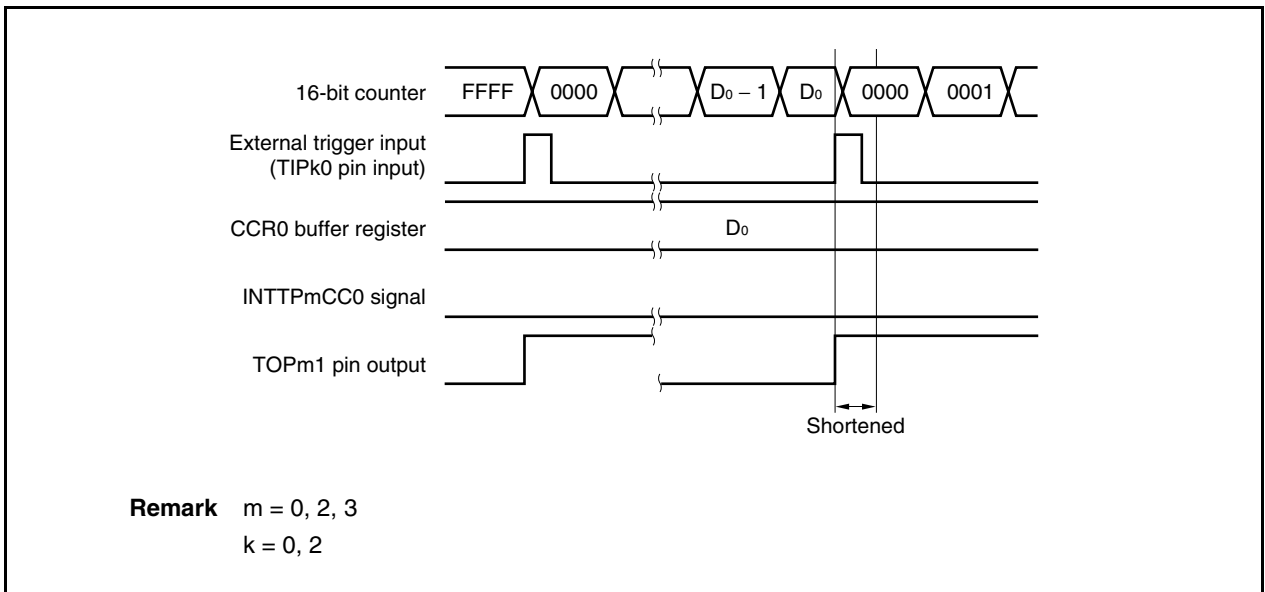 16-bit counter FFFF 0000 D0 − 1 D0 0000 0001
External trigger input
(TIPk0 pin input)
CCR0 buffer register D0
INTTPmCC0 signal
TOPm1 pin output
Shortened
Remark m = 0, 2, 3
k = 0, 2